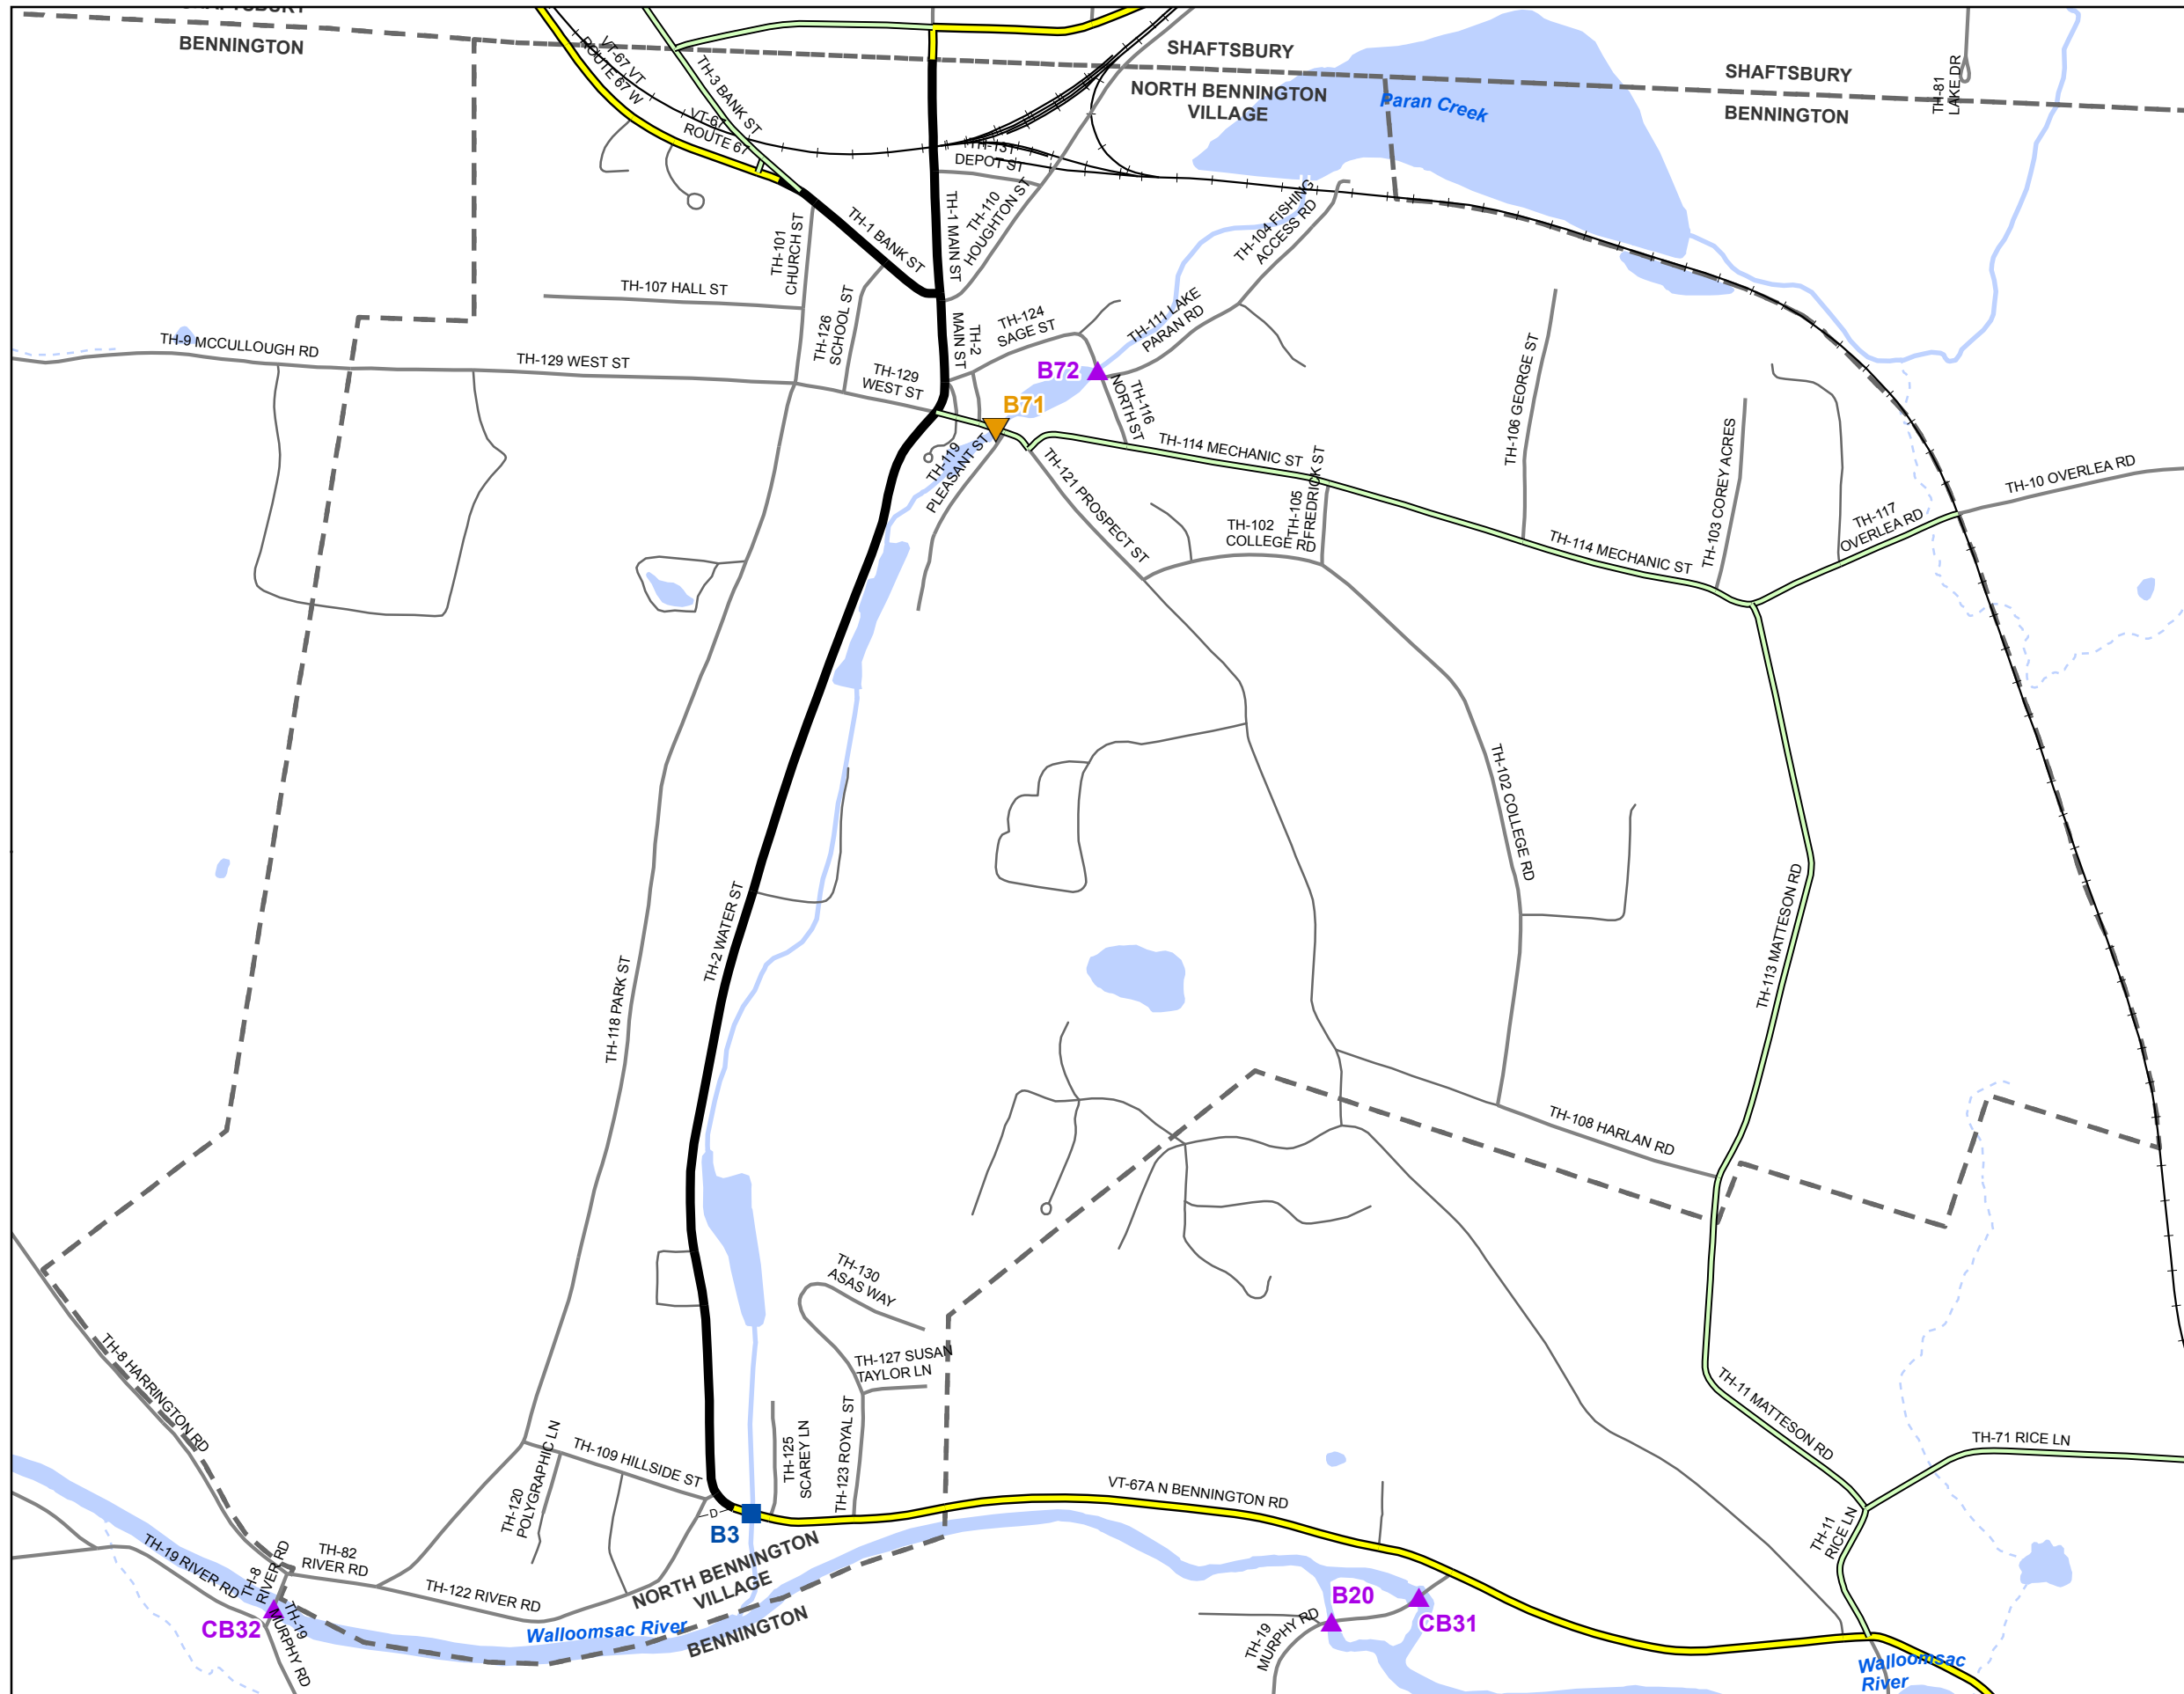 SHAFTSBURY
BENNINGTON
VT-67 VT
ROUTE 67 W
TH-3 BANK ST
VT-67
ROUTE 67
SHAFTSBURY
NORTH BENNINGTON
VILLAGE
Paran Creek
SHAFTSBURY
BENNINGTON
TH-81
LAKE DR
TH-131
DEPOT ST
TH-1 BANK ST
TH-1 MAIN ST
TH-110
HOUGHTON ST
TH-104 FISHING
ACCESS RD
TH-101
CHURCH ST
TH-107 HALL ST
TH-126
SCHOOL ST
TH-2
MAIN ST
TH-124
SAGE ST
TH-111 LAKE
PARAN RD
TH-9 MCCULLOUGH RD
TH-129 WEST ST
TH-129
WEST ST
B72
B71
TH-116
NORTH ST
TH-119
PLEASANT ST
TH-114 MECHANIC ST
TH-121 PROSPECT ST
TH-102
COLLEGE RD
TH-105
FREDRICK ST
TH-106 GEORGE ST
TH-103 COREY ACRES
TH-114 MECHANIC ST
TH-117
OVERLEA RD
TH-10 OVERLEA RD
TH-102 COLLEGE RD
TH-113 MATTESON RD
TH-2 WATER ST
TH-118 PARK ST
TH-108 HARLAN RD
TH-130
ASAS WAY
TH-127 SUSAN
TAYLOR LN
TH-8 HARRINGTON RD
TH-11 MATTESON RD
TH-71 RICE LN
TH-120
POLYGRAPHIC LN
TH-109 HILLSIDE ST
TH-125
SCAREY LN
TH-123 ROYAL ST
VT-67A N BENNINGTON RD
D
B3
TH-11
RICE LN
TH-19 RIVER RD
TH-8
RIVER RD
TH-82
RIVER RD
TH-122 RIVER RD
NORTH BENNINGTON
VILLAGE
BENNINGTON
Walloomsac River
CB32
TH-19
MURPHY RD
B20
CB31
TH-19
MURPHY RD
Walloomsac
River